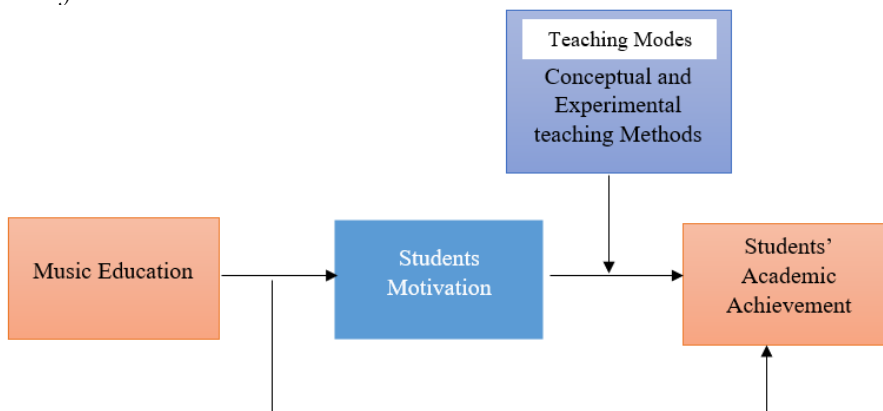 Teaching Modes
Conceptual and
Experimental
teaching Methods
Music Education
Students
Motivation
Students’
Academic
Achievement